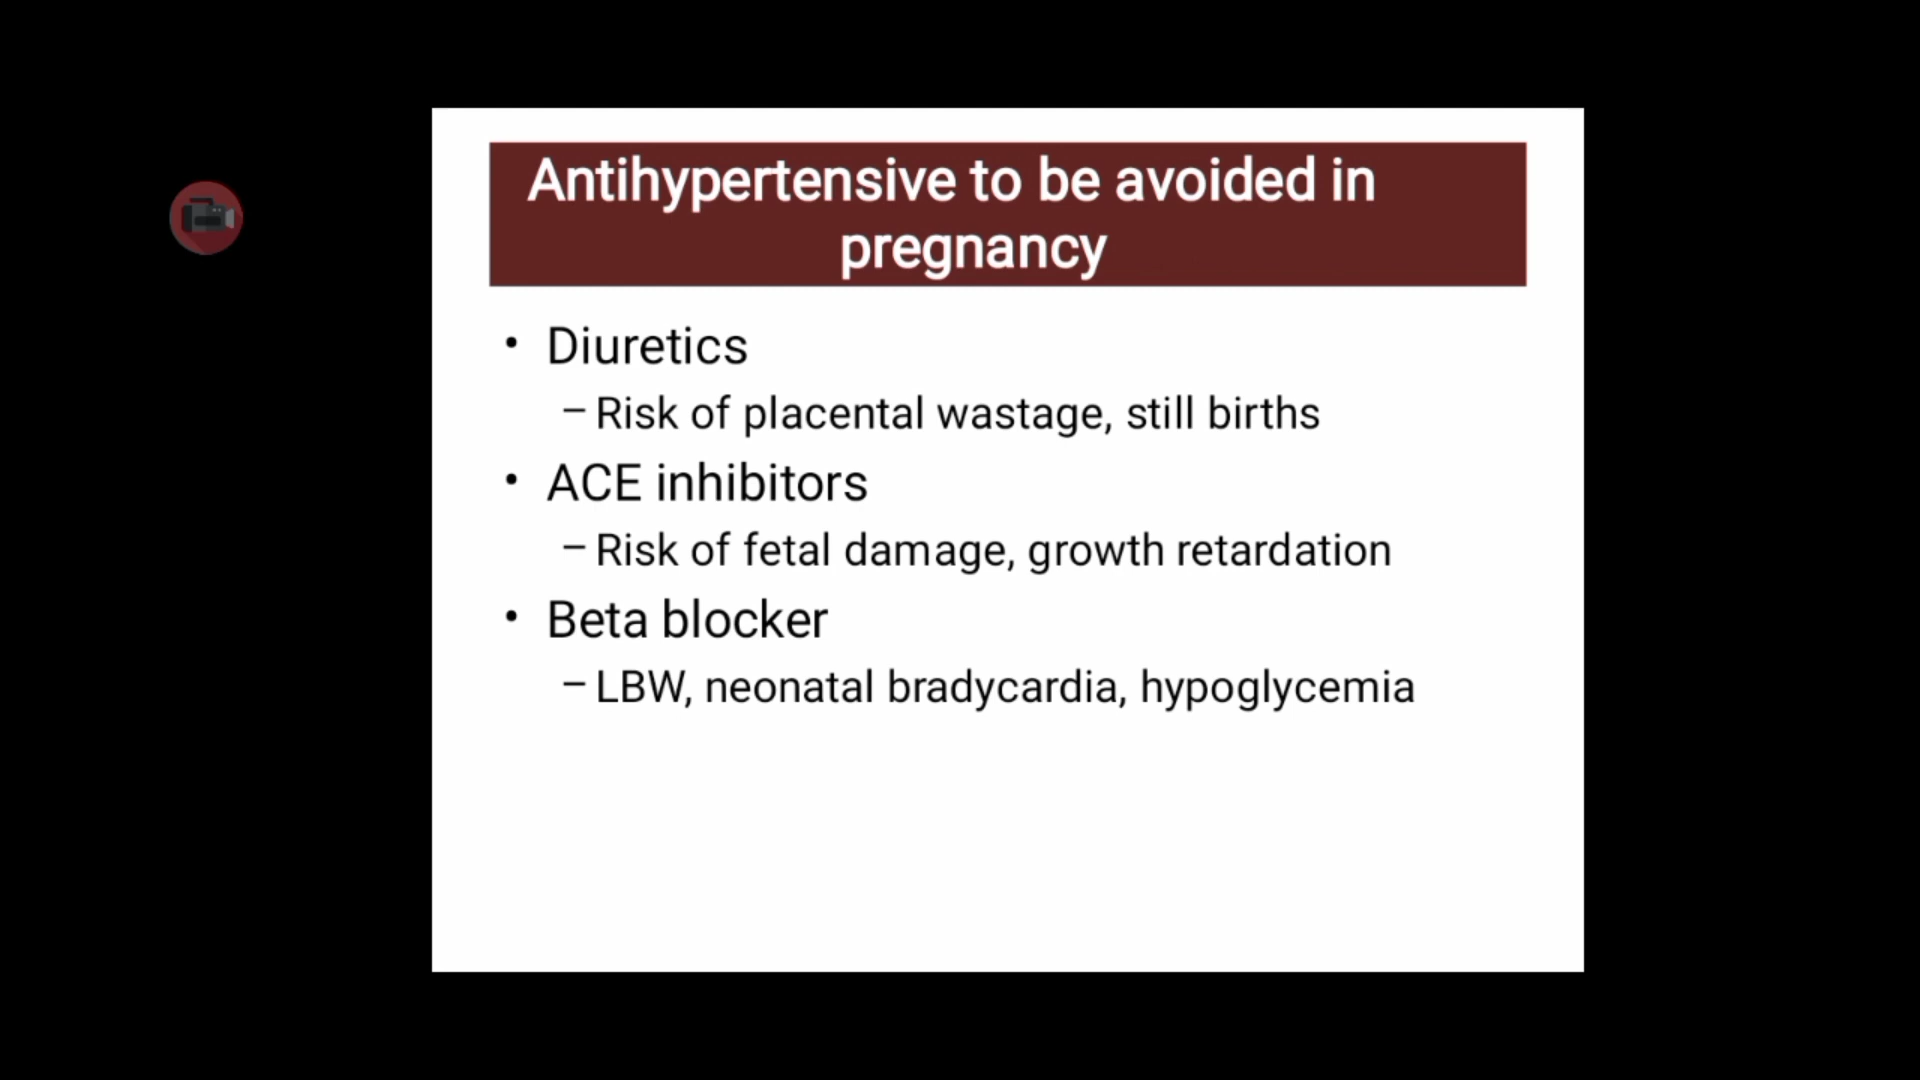 Antihypertensive to be avoided in
pregnancy
• Diuretics
– Risk of placental wastage, still births
• ACE inhibitors
– Risk of fetal damage, growth retardation
• Beta blocker
– LBW, neonatal bradycardia, hypoglycemia